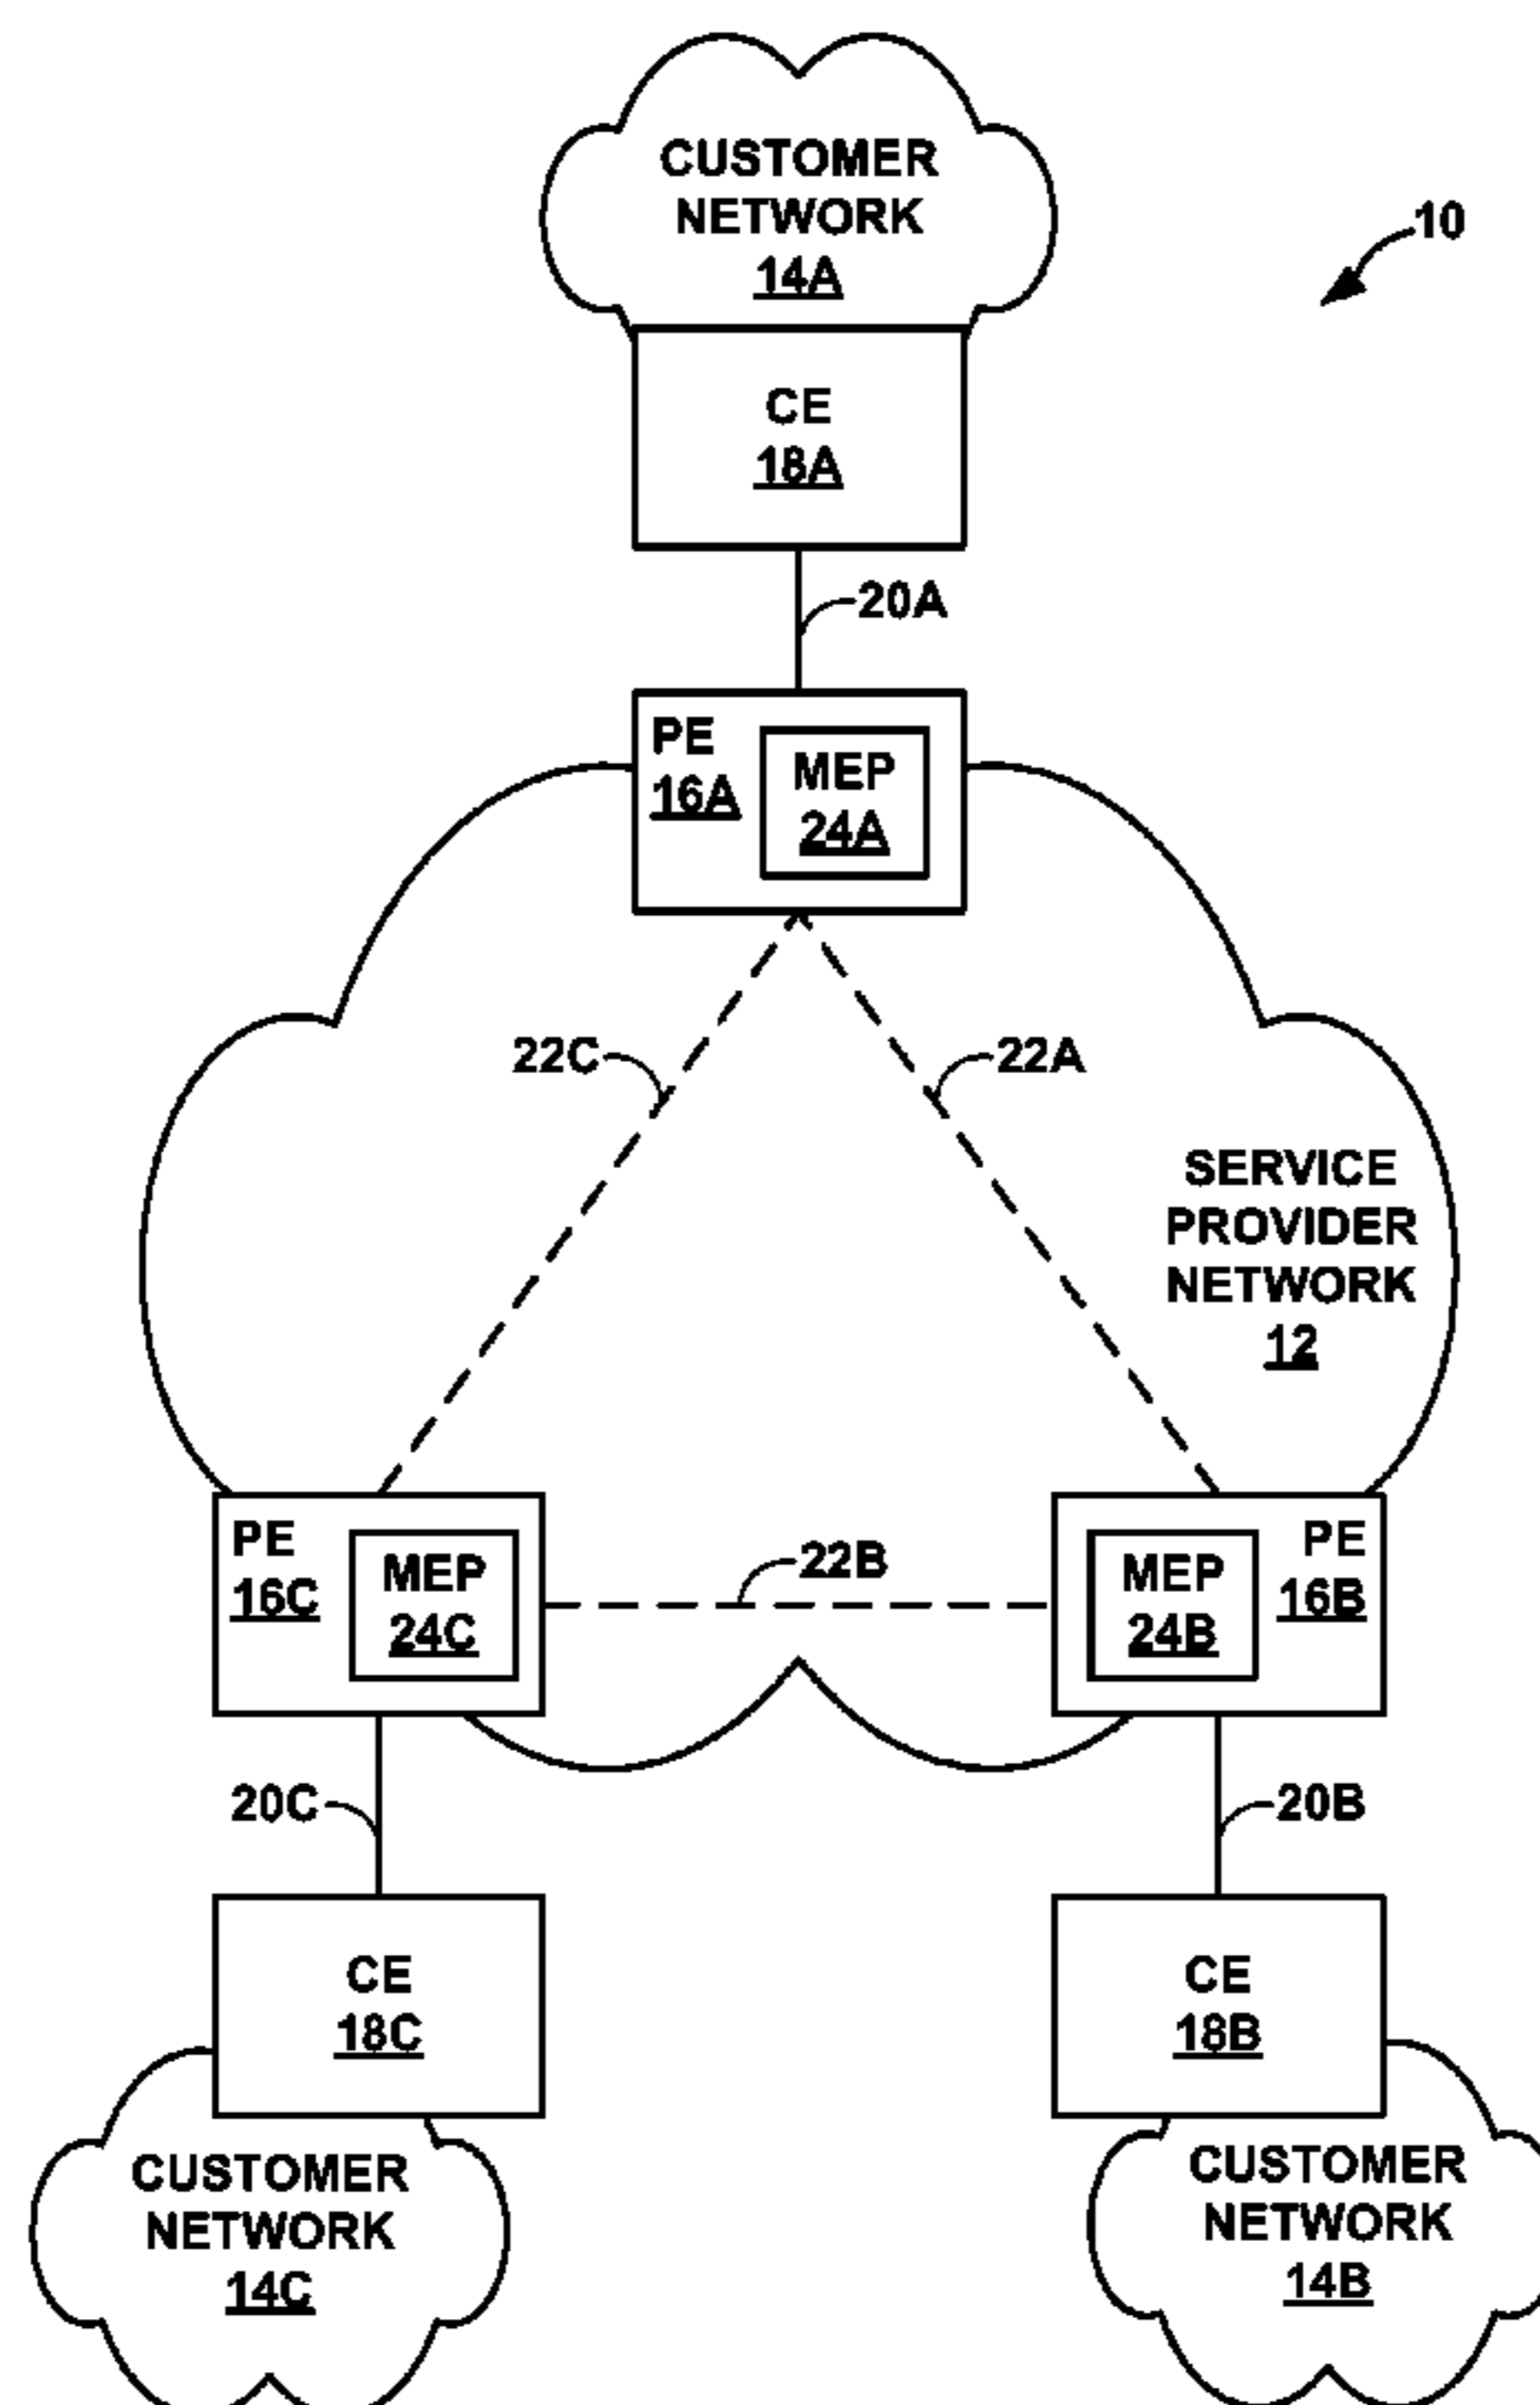 CUSTOMER
NETWORK
14A
10
CE
18A
20A
PE
16A
MEP
24A
22C
22A
SERVICE
PROVIDER
NETWORK
12
PE
16C
MEP
24C
22B
MEP
24B
PE
16B
20C
20B
CE
18C
CE
18B
CUSTOMER
NETWORK
14C
CUSTOMER
NETWORK
14B